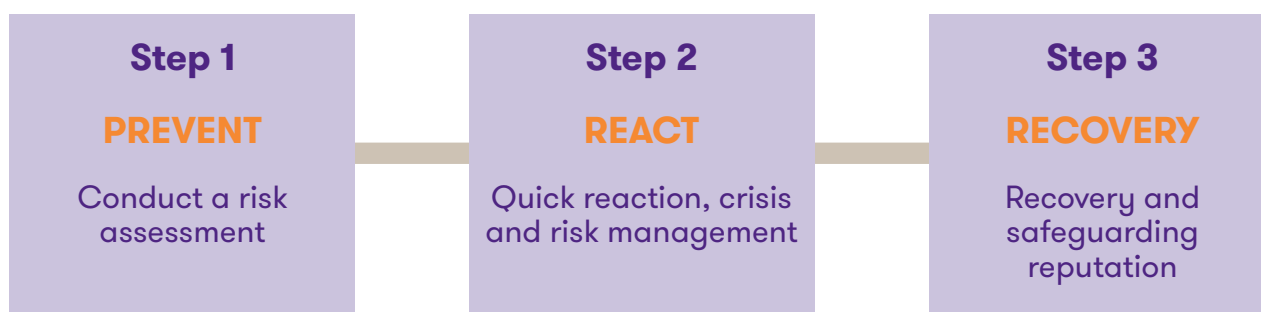 Step 1
PREVENT
Conduct a risk
assessment
Step 2
REACT
Quick reaction, crisis
and risk management
Step 3
RECOVERY
Recovery and
safeguarding
reputation